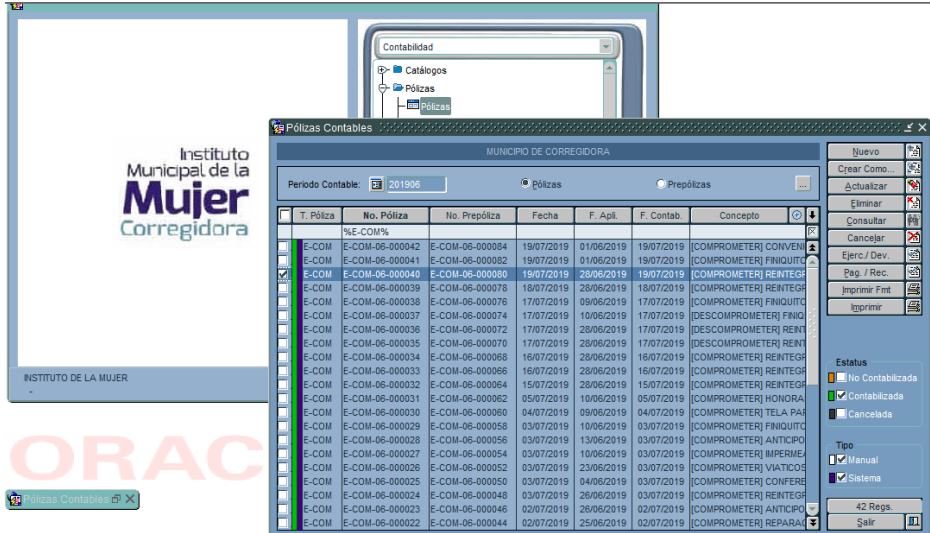 Contabilidad
Catálogos
Pólizas
Pólizas
Instituto
Municipal de la
Mujer
Corregidora
INSTITUTO DE LA MUJER
-
ORAC
Pólizas Contables
Pólizas Contables
MUNICIPIO DE CORREGIDORA
Periodo Contable: 201906 Pólizas Prepólizas ...
T. Póliza No. Póliza No. Prepóliza Fecha F. Apli. F. Contab. Concepto
%E-COM%
E-COM E-COM-06-000042 E-COM-06-000084 19/07/2019 01/06/2019 19/07/2019 [COMPROMETER] CONVENI
E-COM E-COM-06-000041 E-COM-06-000082 19/07/2019 01/06/2019 19/07/2019 [COMPROMETER] FINIQUITO
E-COM E-COM-06-000040 E-COM-06-000080 19/07/2019 28/06/2019 19/07/2019 [COMPROMETER] REINTEGR
E-COM E-COM-06-000039 E-COM-06-000078 18/07/2019 28/06/2019 18/07/2019 [COMPROMETER] REINTEGR
E-COM E-COM-06-000038 E-COM-06-000076 17/07/2019 09/06/2019 17/07/2019 [COMPROMETER] FINIQUITO
E-COM E-COM-06-000037 E-COM-06-000074 17/07/2019 10/06/2019 17/07/2019 [DESCOMPROMETER] FINIQ
E-COM E-COM-06-000036 E-COM-06-000072 17/07/2019 28/06/2019 17/07/2019 [DESCOMPROMETER] REINT
E-COM E-COM-06-000035 E-COM-06-000070 17/07/2019 28/06/2019 17/07/2019 [DESCOMPROMETER] REINT
E-COM E-COM-06-000034 E-COM-06-000068 16/07/2019 28/06/2019 16/07/2019 [COMPROMETER] REINTEGR
E-COM E-COM-06-000033 E-COM-06-000066 16/07/2019 28/06/2019 16/07/2019 [COMPROMETER] REINTEGR
E-COM E-COM-06-000032 E-COM-06-000064 15/07/2019 28/06/2019 15/07/2019 [COMPROMETER] REINTEGR
E-COM E-COM-06-000031 E-COM-06-000062 05/07/2019 10/06/2019 05/07/2019 [COMPROMETER] HONORA
E-COM E-COM-06-000030 E-COM-06-000060 04/07/2019 09/06/2019 04/07/2019 [COMPROMETER] TELA PAR
E-COM E-COM-06-000029 E-COM-06-000058 03/07/2019 10/06/2019 03/07/2019 [COMPROMETER] FINIQUITO
E-COM E-COM-06-000028 E-COM-06-000056 03/07/2019 13/06/2019 03/07/2019 [COMPROMETER] ANTICIPO
E-COM E-COM-06-000027 E-COM-06-000054 03/07/2019 10/06/2019 03/07/2019 [COMPROMETER] IMPERMEA
E-COM E-COM-06-000026 E-COM-06-000052 03/07/2019 23/06/2019 03/07/2019 [COMPROMETER] VIATICOS
E-COM E-COM-06-000025 E-COM-06-000050 03/07/2019 04/06/2019 03/07/2019 [COMPROMETER] CONFERE
E-COM E-COM-06-000024 E-COM-06-000048 03/07/2019 26/06/2019 03/07/2019 [COMPROMETER] REINTEGR
E-COM E-COM-06-000023 E-COM-06-000046 02/07/2019 26/06/2019 02/07/2019 [COMPROMETER] ANTICIPO
E-COM E-COM-06-000022 E-COM-06-000044 02/07/2019 25/06/2019 02/07/2019 [COMPROMETER] REPARAC
Nuevo
Crear Como...
Actualizar
Eliminar
Consultar
Cancelar
Ejerc./ Dev.
Pag. / Rec.
Imprimir Fmt
Imprimir
Estatus
No Contabilizada
Contabilizada
Cancelada
Tipo
Manual
Sistema
42 Regs.
Salir